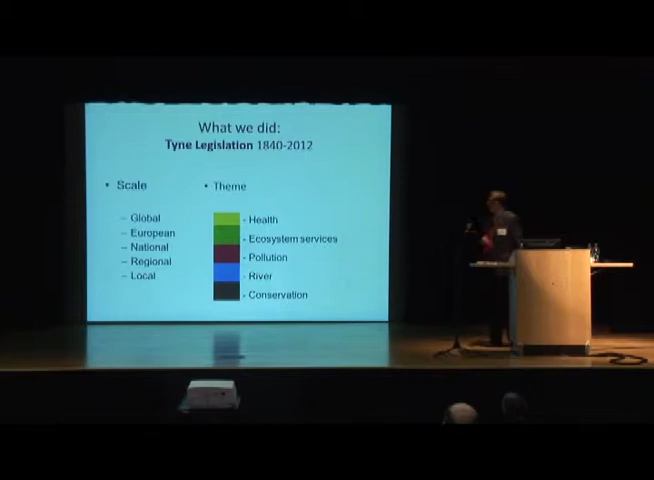 What we did:
Tyne Legislation 1840-2012
• Scale
– Global
– European
– National
– Regional
– Local
• Theme
- Health
- Ecosystem services
- Pollution
- River
- Conservation